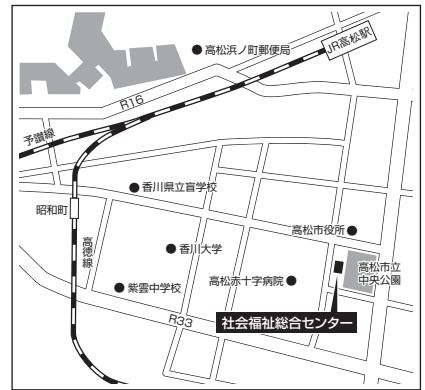 高松浜ノ町郵便局
JR高松駅
R16
予讃線
香川県立盲学校
昭和町
高松市役所
高徳線
香川大学
高松市立
中央公園
紫雲中学校
高松赤十字病院
R33
社会福祉総合センター